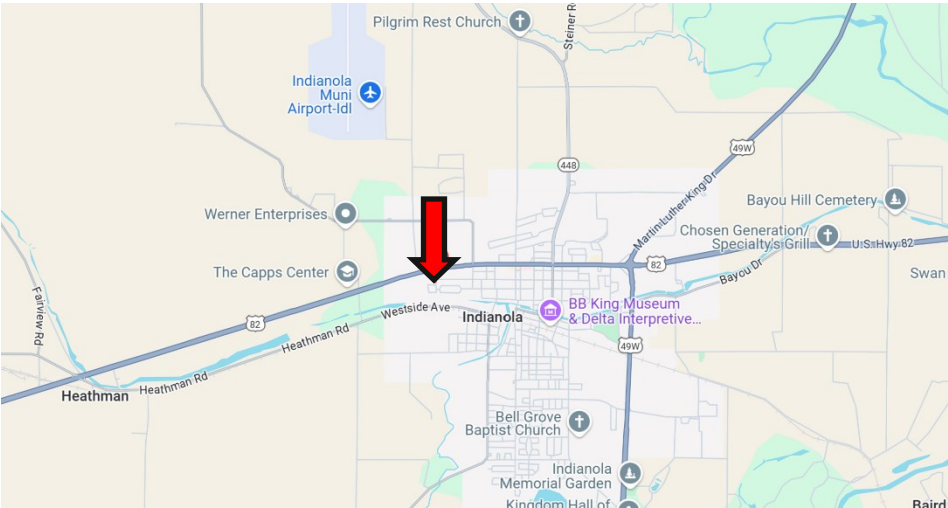 Pilgrim Rest Church
Steiner Rd
Indianola
Muni
Airport-Idl
49W
448
Martin Luther King Dr
Bayou Hill Cemetery
Werner Enterprises
Chosen Generation/
Specialty's Grill
U.S. Hwy 82
The Capps Center
82
Bayou Dr
Swan
Fairview Rd
BB King Museum
& Delta Interpretive...
Westside Ave
Indianola
82
Heathman Rd
49W
Heathman Rd
Heathman
Bell Grove
Baptist Church
Indianola
Memorial Garden
Kingdom Hall of
Baird